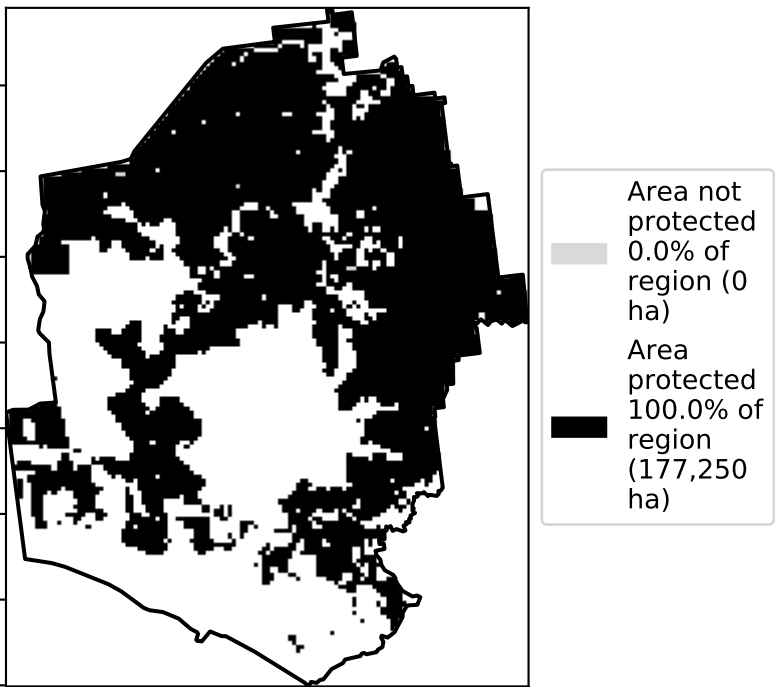 Area not
protected
0.0% of
region (0
ha)
Area
protected
100.0% of
region
(177,250
ha)